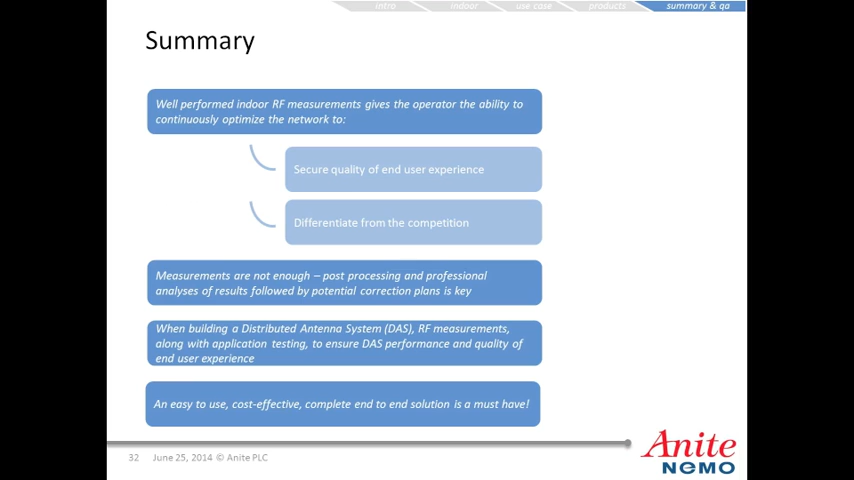 intro indoor use case products summary & qa
Summary
Well performed indoor RF measurements gives the operator the ability to
continuously optimize the network to:
Secure quality of end user experience
Differentiate from the competition
Measurements are not enough – post processing and professional
analyses of results followed by potential correction plans is key
When building a Distributed Antenna System (DAS), RF measurements,
along with application testing, to ensure DAS performance and quality of
end user experience
An easy to use, cost-effective, complete end to end solution is a must have!
32 June 25, 2014 © Anite PLC
Anite
NEMO